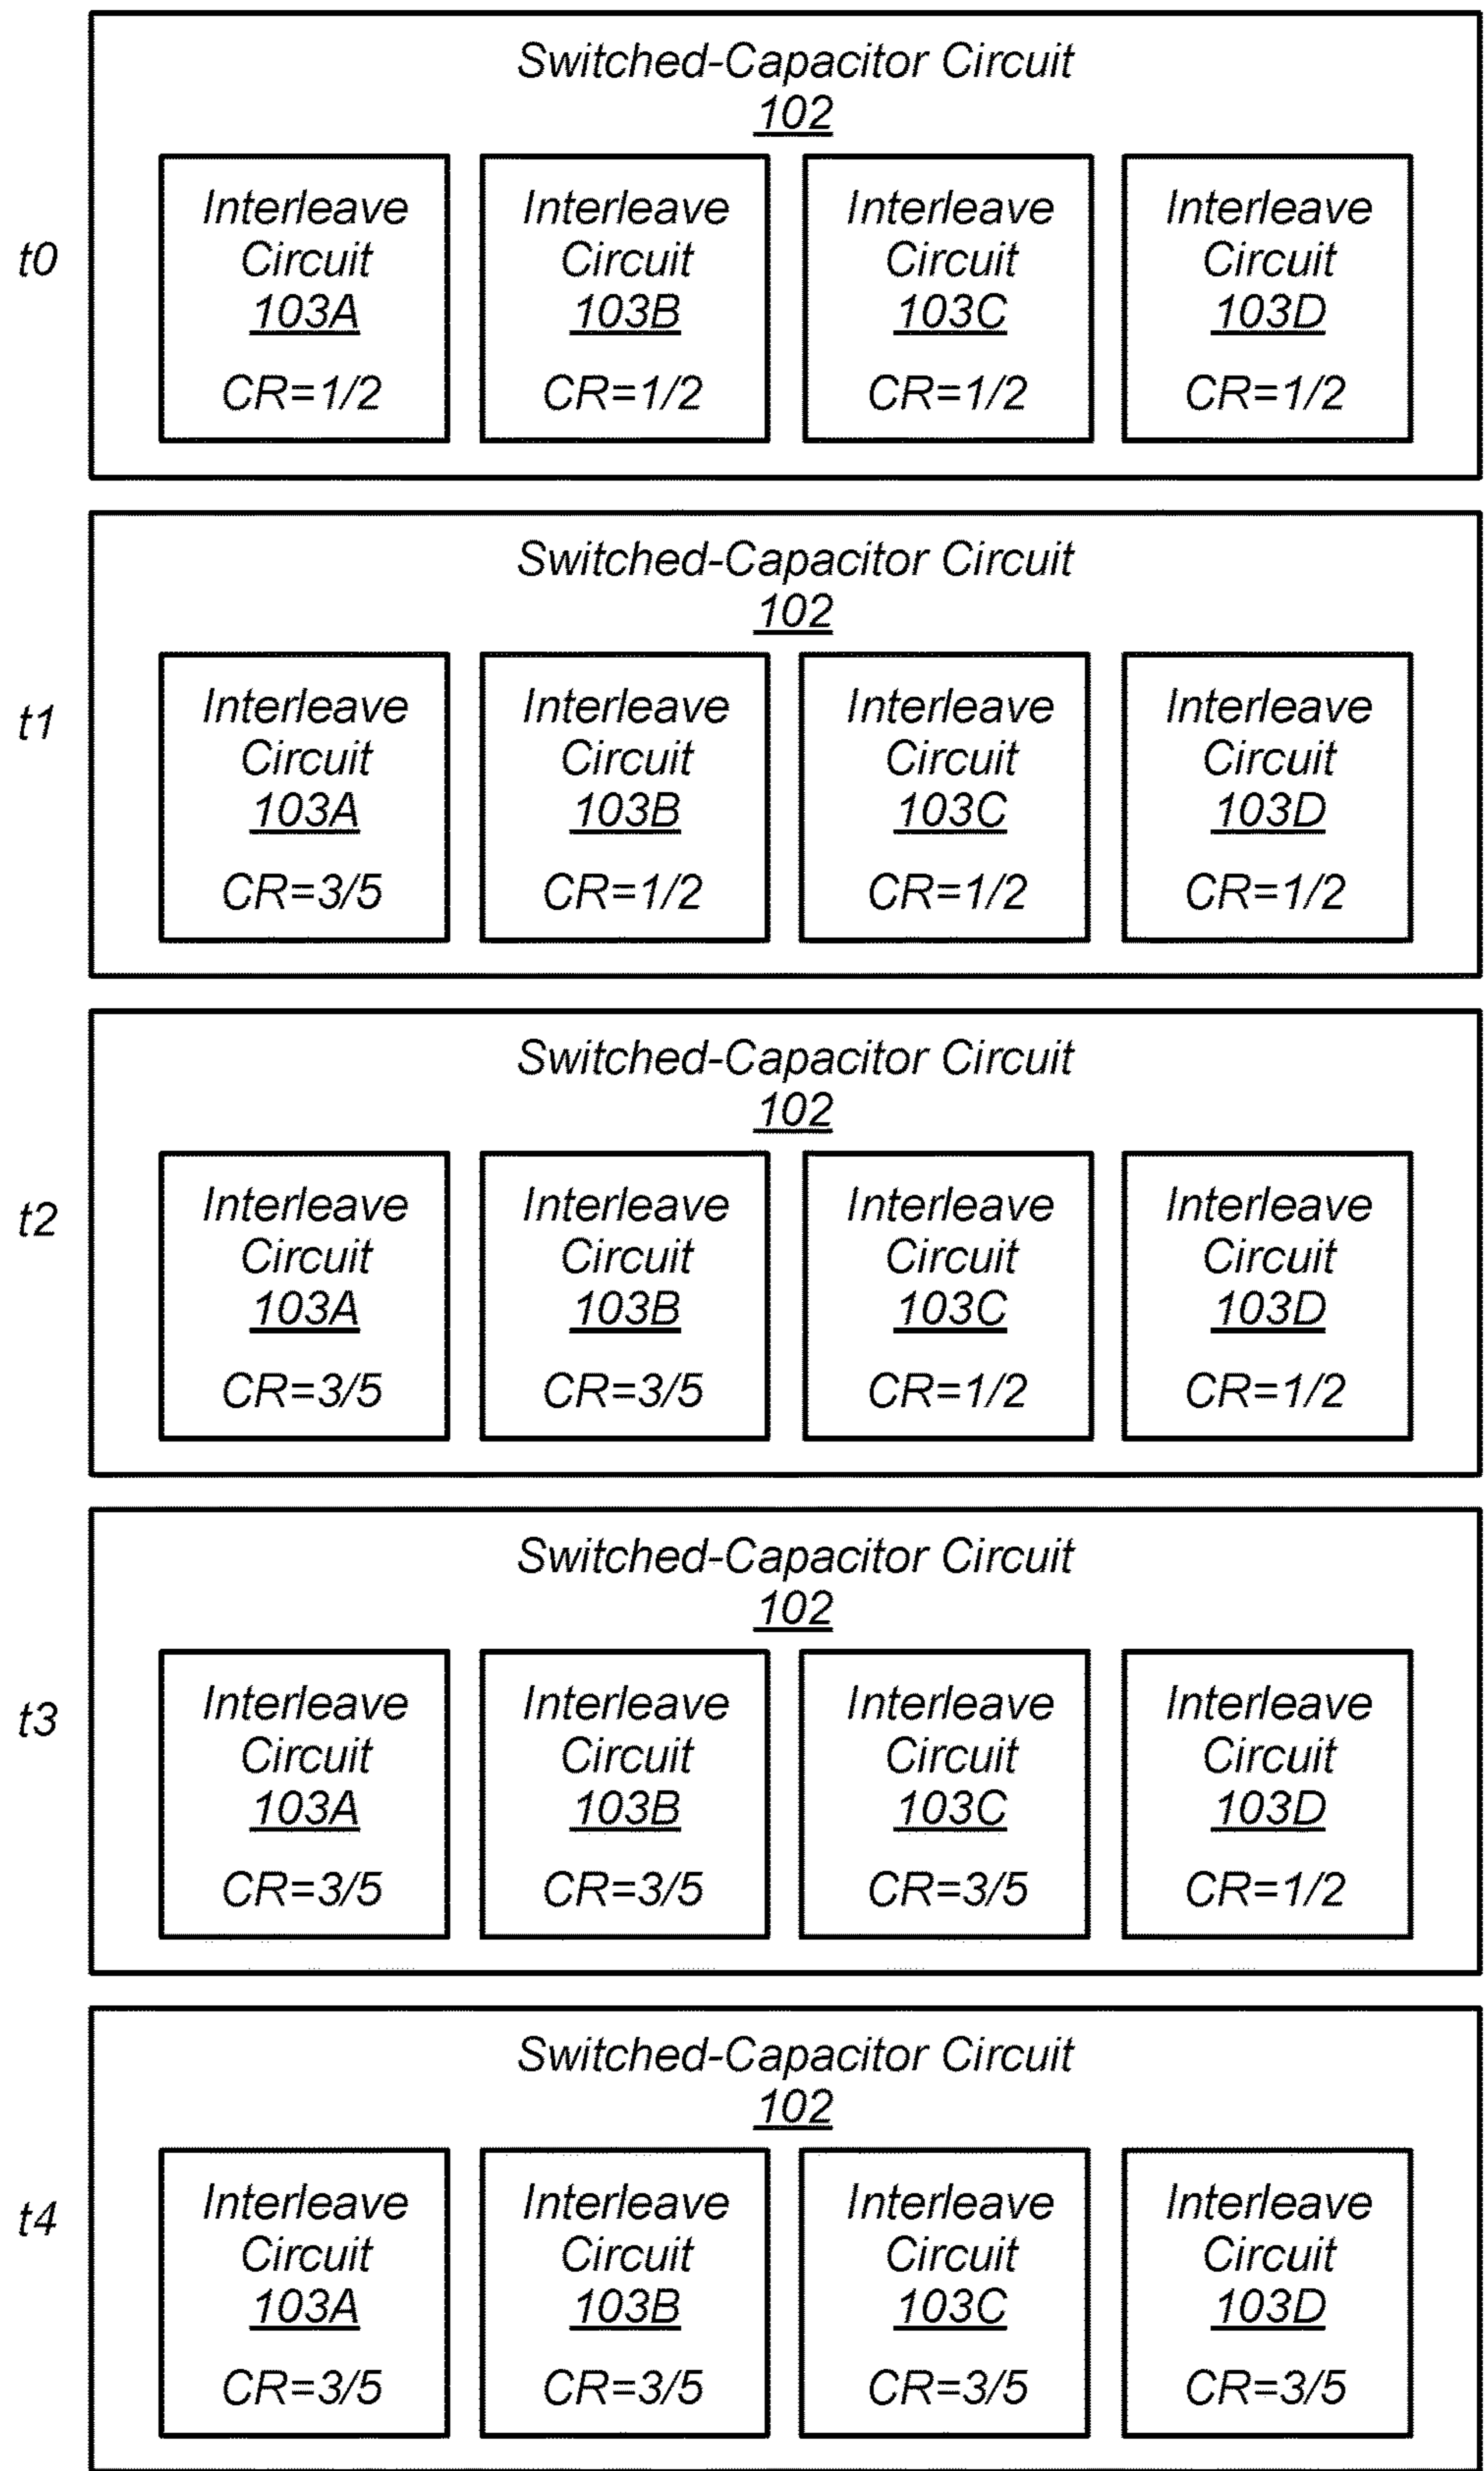 Switched-Capacitor Circuit
102
t0
Interleave Circuit 103A CR=1/2
Interleave Circuit 103B CR=1/2
Interleave Circuit 103C CR=1/2
Interleave Circuit 103D CR=1/2
Switched-Capacitor Circuit
102
t1
Interleave Circuit 103A CR=3/5
Interleave Circuit 103B CR=1/2
Interleave Circuit 103C CR=1/2
Interleave Circuit 103D CR=1/2
Switched-Capacitor Circuit
102
t2
Interleave Circuit 103A CR=3/5
Interleave Circuit 103B CR=3/5
Interleave Circuit 103C CR=1/2
Interleave Circuit 103D CR=1/2
Switched-Capacitor Circuit
102
t3
Interleave Circuit 103A CR=3/5
Interleave Circuit 103B CR=3/5
Interleave Circuit 103C CR=3/5
Interleave Circuit 103D CR=1/2
Switched-Capacitor Circuit
102
t4
Interleave Circuit 103A CR=3/5
Interleave Circuit 103B CR=3/5
Interleave Circuit 103C CR=3/5
Interleave Circuit 103D CR=3/5